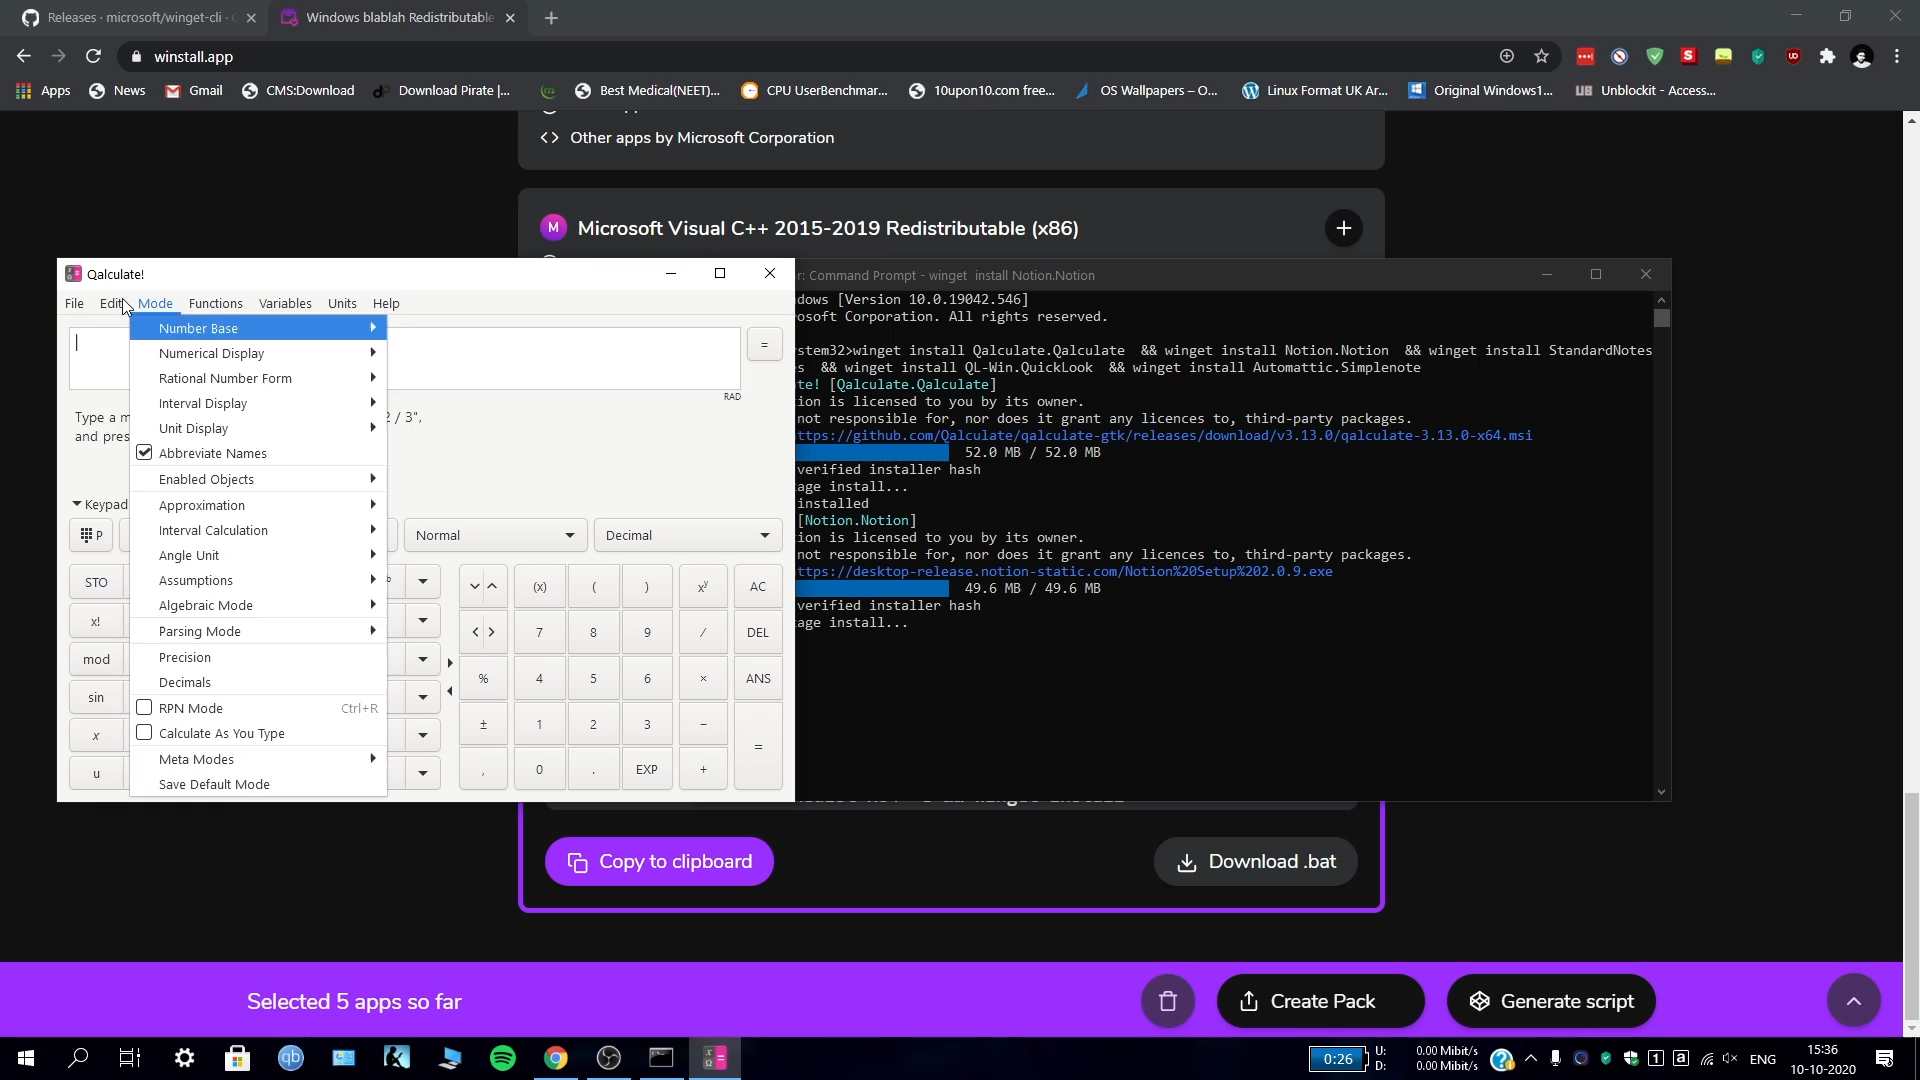 Releases · microsoft/winget-cli ·
Windows blablah Redistributable
winstall.app
Apps
News
Gmail
CMS:Download
Download Pirate |...
Best Medical(NEET)...
CPU UserBenchmar...
10upon10.com free...
OS Wallpapers – O...
Linux Format UK Ar...
Original Windows1...
UB
Unblockit - Access...
<> Other apps by Microsoft Corporation
M
Microsoft Visual C++ 2015-2019 Redistributable (x86)
+
Qalculate!
File
Edit
Mode
Functions
Variables
Units
Help
=
RAD
Type a m
2 / 3",
and pres
Number Base
Numerical Display
Rational Number Form
Interval Display
Unit Display
Abbreviate Names
Enabled Objects
Approximation
Interval Calculation
Angle Unit
Assumptions
Algebraic Mode
Parsing Mode
Precision
Decimals
RPN Mode Ctrl+R
Calculate As You Type
Meta Modes
Save Default Mode
Keypad
P
Normal
Decimal
STO
(x) ( ) xʸ AC
x!
7 8 9 / DEL
mod
% 4 5 6 × ANS
sin
± 1 2 3 −
x
=
u
, 0 . EXP +
r: Command Prompt - winget install Notion.Notion
dows [Version 10.0.19042.546]
rosoft Corporation. All rights reserved.
stem32>winget install Qalculate.Qalculate && winget install Notion.Notion && winget install StandardNotes
s && winget install QL-Win.QuickLook && winget install Automattic.Simplenote
te! [Qalculate.Qalculate]
ion is licensed to you by its owner.
not responsible for, nor does it grant any licences to, third-party packages.
ttps://github.com/Qalculate/qalculate-gtk/releases/download/v3.13.0/qalculate-3.13.0-x64.msi
52.0 MB / 52.0 MB
verified installer hash
age install...
installed
[Notion.Notion]
ion is licensed to you by its owner.
not responsible for, nor does it grant any licences to, third-party packages.
ttps://desktop-release.notion-static.com/Notion%20Setup%202.0.9.exe
49.6 MB / 49.6 MB
verified installer hash
age install...
Copy to clipboard
Download .bat
Selected 5 apps so far
Create Pack
Generate script
qb
0:26
U: 0.00 Mibit/s
D: 0.00 Mibit/s
1
a
ENG
15:36
10-10-2020